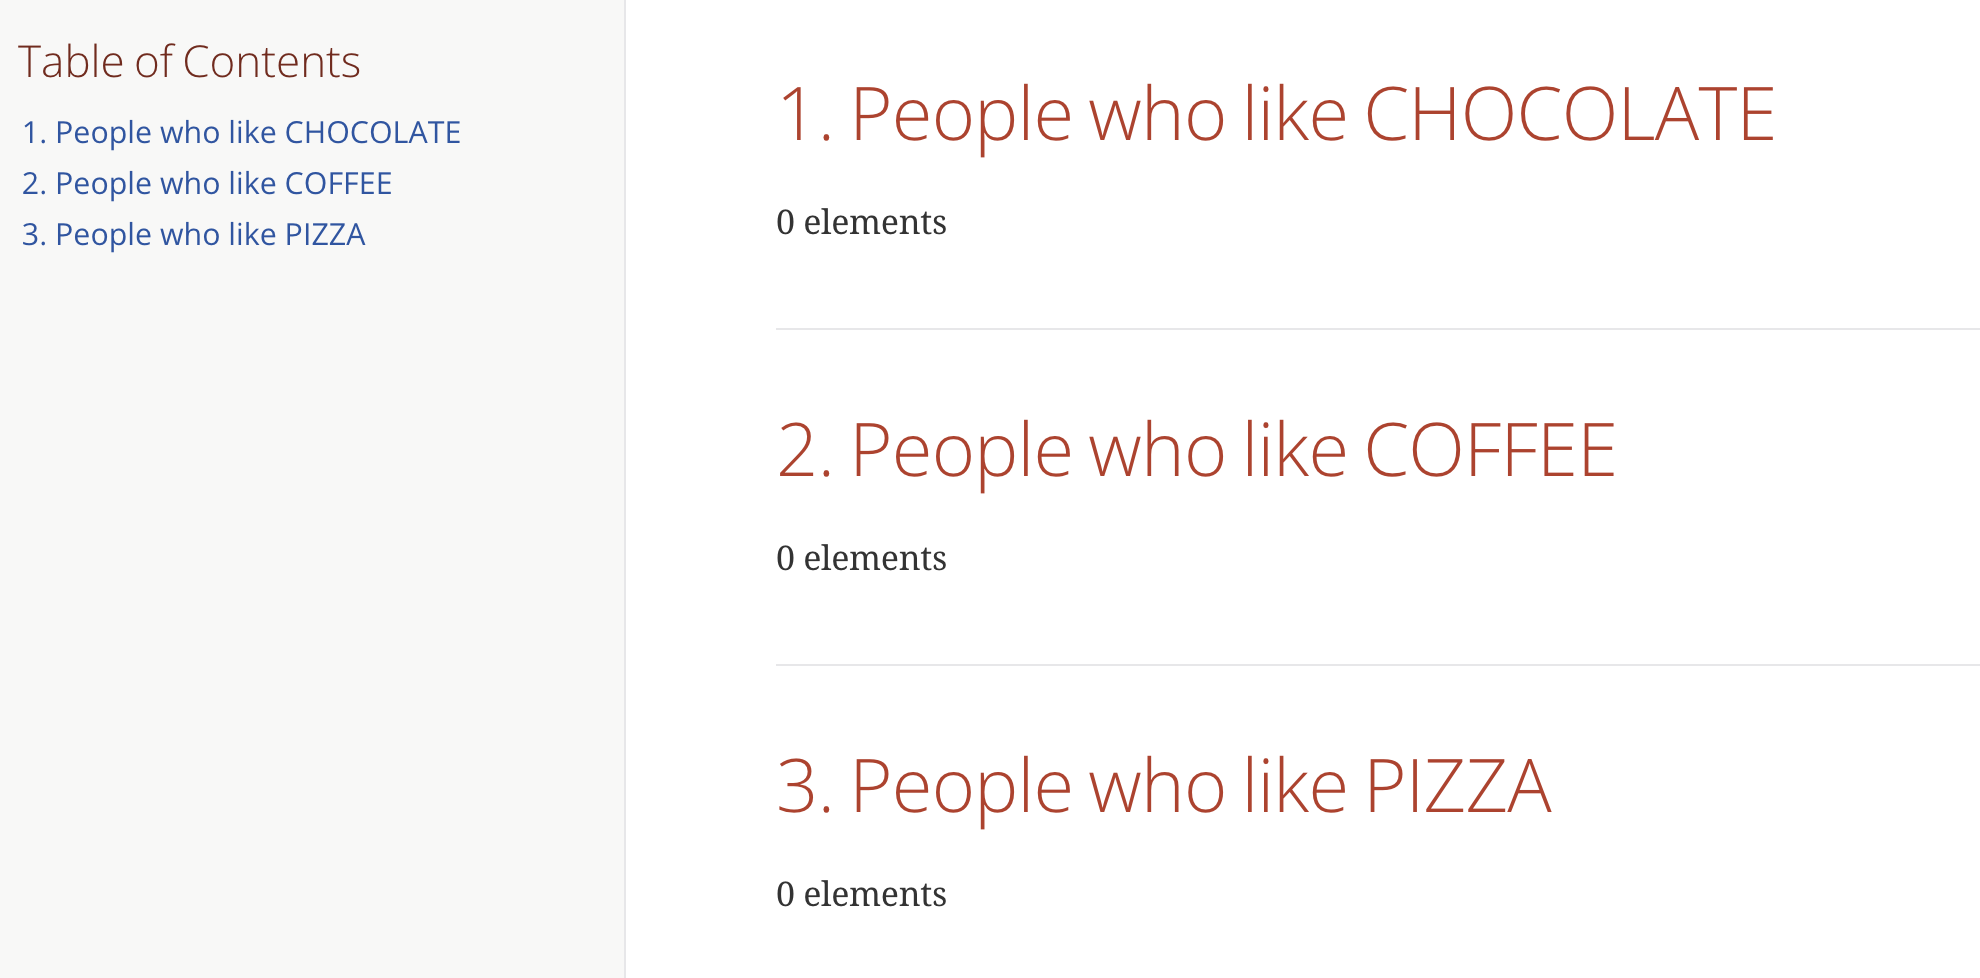 Table of Contents
1. People who like CHOCOLATE
2. People who like COFFEE
3. People who like PIZZA
1. People who like CHOCOLATE
0 elements
2. People who like COFFEE
0 elements
3. People who like PIZZA
0 elements